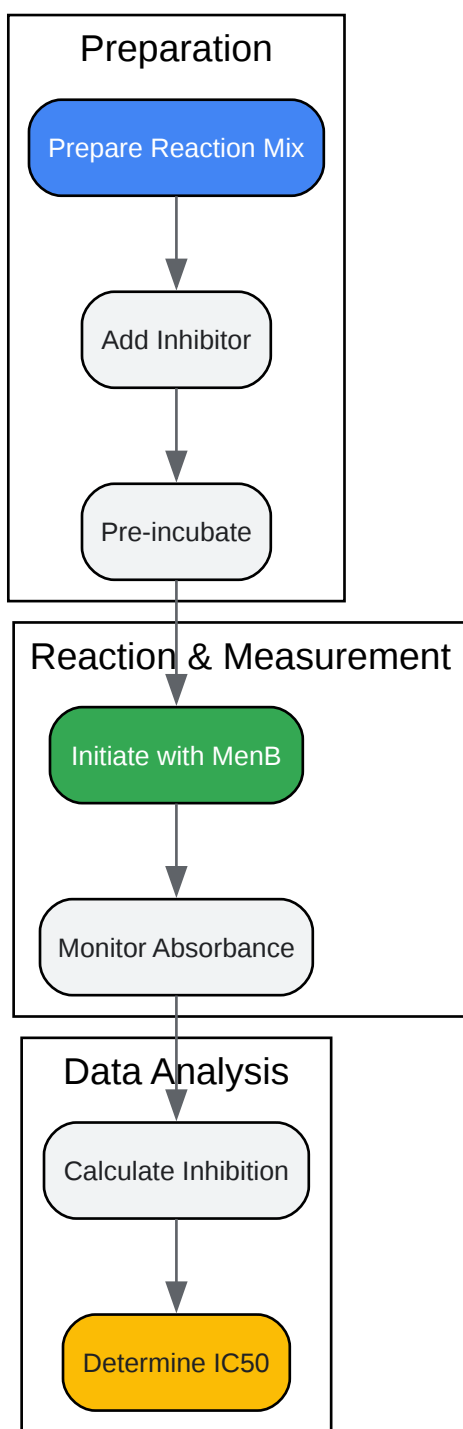 Preparation
Prepare Reaction Mix
Add Inhibitor
Pre-incubate
Reaction & Measurement
Initiate with MenB
Monitor Absorbance
Data Analysis
Calculate Inhibition
Determine IC50